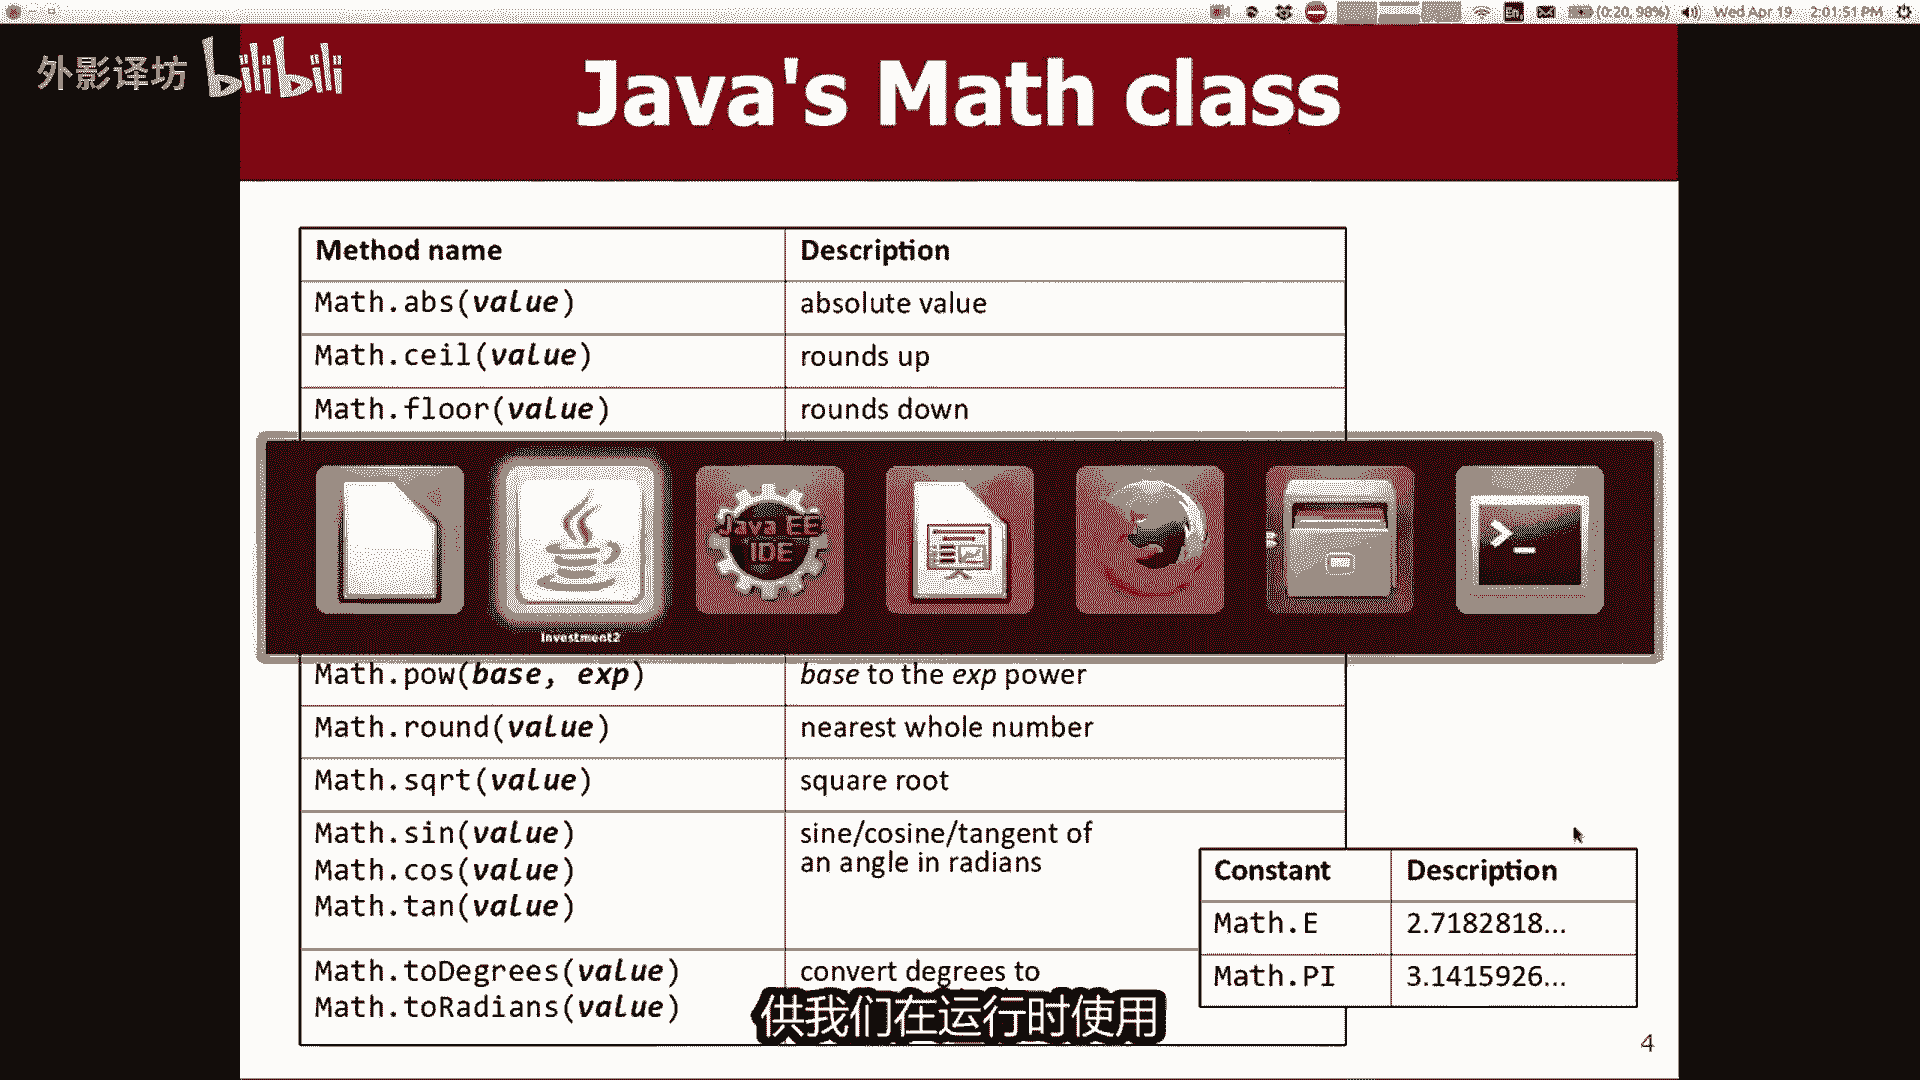 (0:20, 98%) Wed Apr 19 2:01:51 PM
外影译坊 bilibili
Java's Math class
Method name Description
Math.abs(value) absolute value
Math.ceil(value) rounds up
Math.floor(value) rounds down
Java EE
IDE
Investment2
Math.pow(base, exp) base to the exp power
Math.round(value) nearest whole number
Math.sqrt(value) square root
Math.sin(value) sine/cosine/tangent of
Math.cos(value) an angle in radians
Math.tan(value)
Constant Description
Math.E 2.7182818...
Math.PI 3.1415926...
Math.toDegrees(value) convert degrees to
Math.toRadians(value)
供我们在运行时使用
4